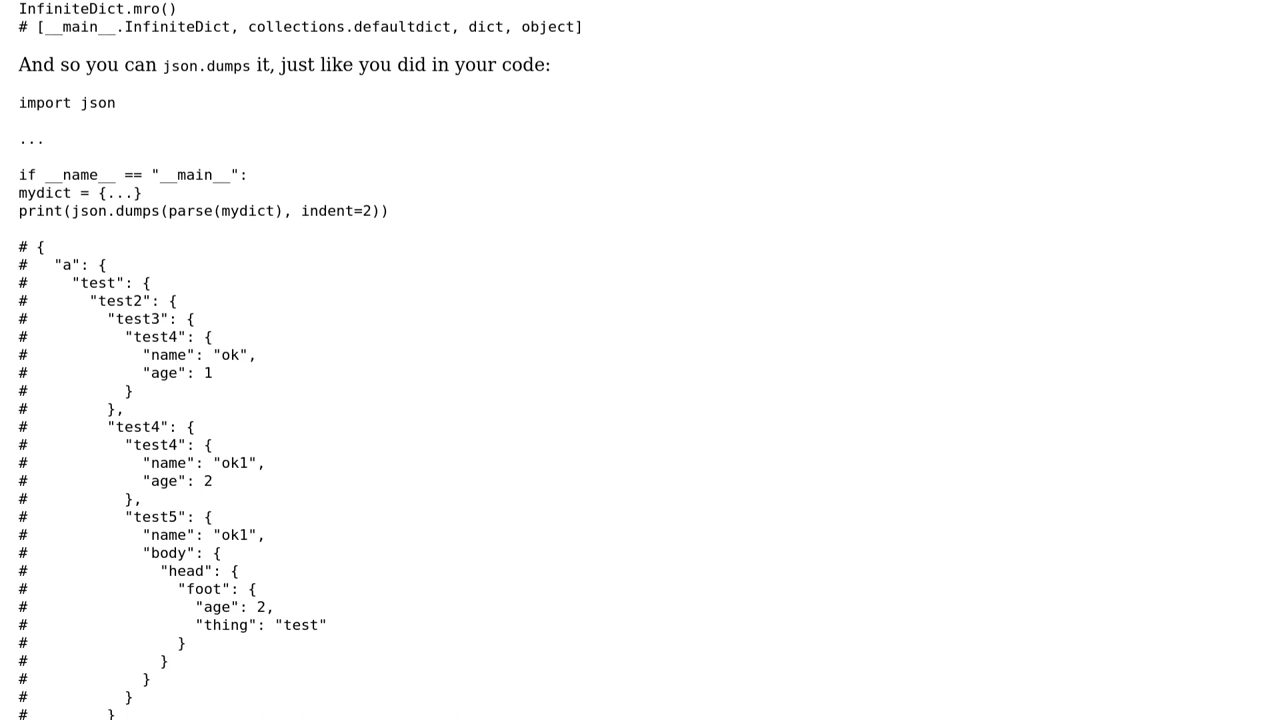 InfiniteDict.mro()
# [__main__.InfiniteDict, collections.defaultdict, dict, object]
And so you can json.dumps it, just like you did in your code:
import json
...
if __name__ == "__main__":
mydict = {...}
print(json.dumps(parse(mydict), indent=2))
# {
#   "a": {
#     "test": {
#       "test2": {
#         "test3": {
#           "test4": {
#             "name": "ok",
#             "age": 1
#           }
#         },
#         "test4": {
#           "test4": {
#             "name": "ok1",
#             "age": 2
#           },
#           "test5": {
#             "name": "ok1",
#             "body": {
#               "head": {
#                 "foot": {
#                   "age": 2,
#                   "thing": "test"
#                 }
#               }
#             }
#           }
#         }